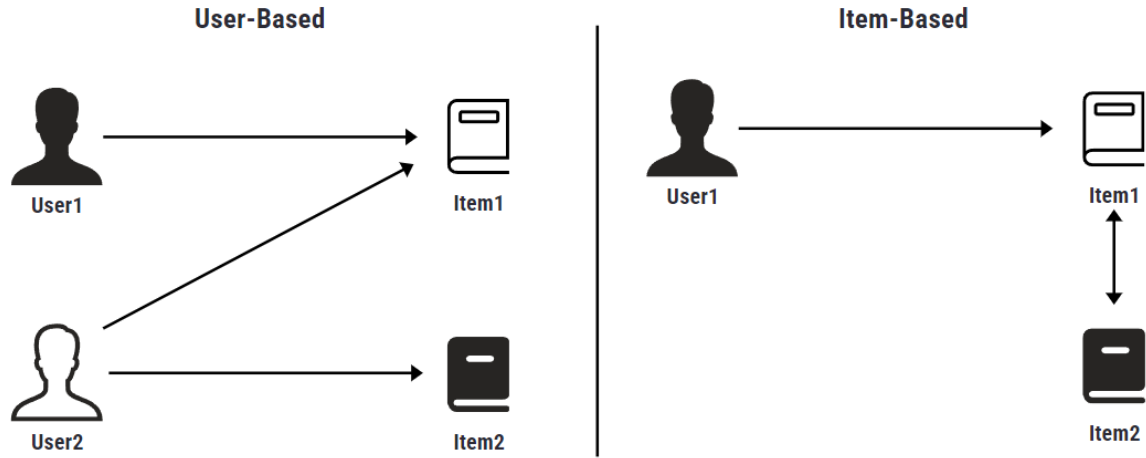 User-Based
User1
Item1
User2
Item2
Item-Based
User1
Item1
Item2